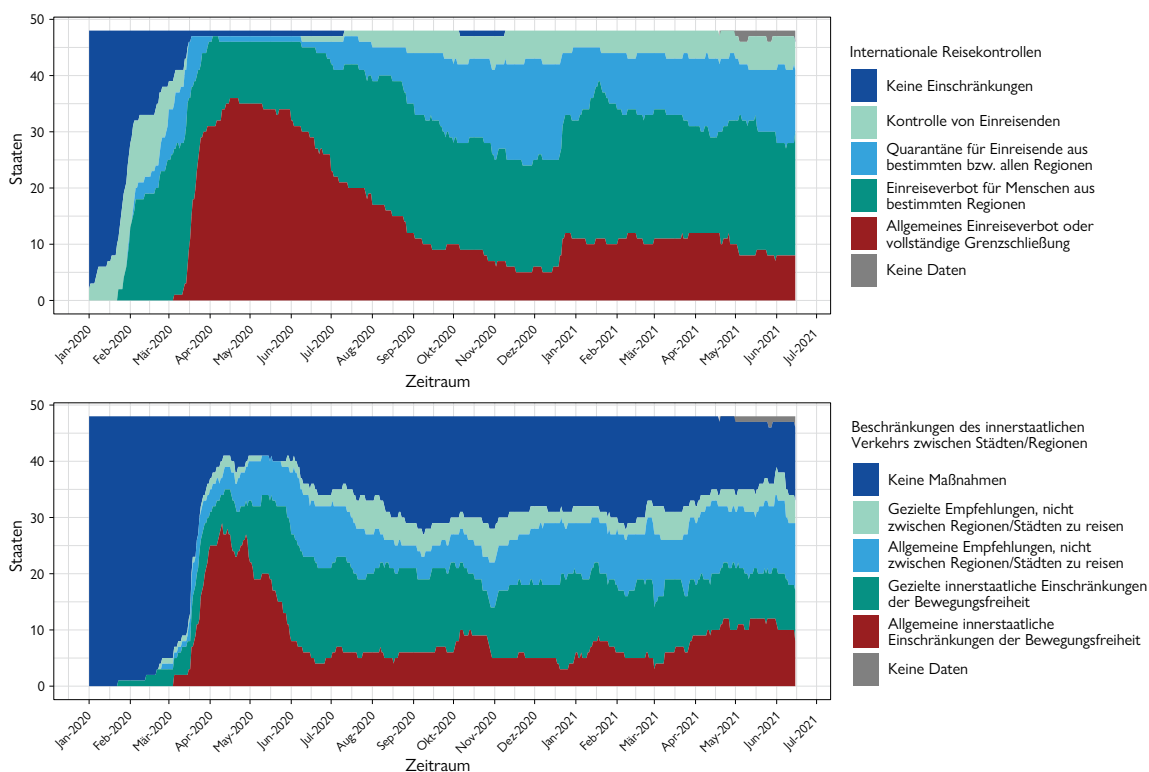 50
40
30
20
10
0
Staaten
Jan-2020
Feb-2020
Mär-2020
Apr-2020
May-2020
Jun-2020
Jul-2020
Aug-2020
Sep-2020
Okt-2020
Nov-2020
Dez-2020
Jan-2021
Feb-2021
Mär-2021
Apr-2021
May-2021
Jun-2021
Jul-2021
Zeitraum
Internationale Reisekontrollen
Keine Einschränkungen
Kontrolle von Einreisenden
Quarantäne für Einreisende aus
bestimmten bzw. allen Regionen
Einreiseverbot für Menschen aus
bestimmten Regionen
Allgemeines Einreiseverbot oder
vollständige Grenzschließung
Keine Daten
50
40
30
20
10
0
Staaten
Jan-2020
Feb-2020
Mär-2020
Apr-2020
May-2020
Jun-2020
Jul-2020
Aug-2020
Sep-2020
Okt-2020
Nov-2020
Dez-2020
Jan-2021
Feb-2021
Mär-2021
Apr-2021
May-2021
Jun-2021
Jul-2021
Zeitraum
Beschränkungen des innerstaatlichen
Verkehrs zwischen Städten/Regionen
Keine Maßnahmen
Gezielte Empfehlungen, nicht
zwischen Regionen/Städten zu reisen
Allgemeine Empfehlungen, nicht
zwischen Regionen/Städten zu reisen
Gezielte innerstaatliche Einschränkungen
der Bewegungsfreiheit
Allgemeine innerstaatliche
Einschränkungen der Bewegungsfreiheit
Keine Daten